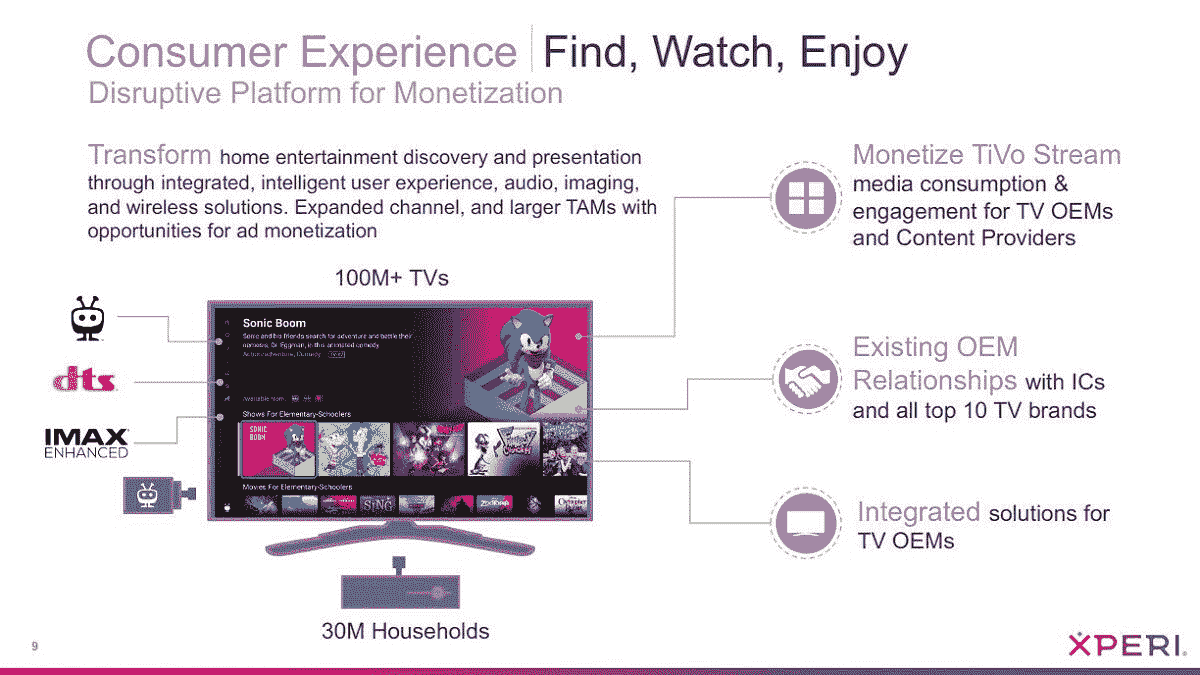 Consumer Experience Find, Watch, Enjoy
Disruptive Platform for Monetization
Transform home entertainment discovery and presentation
through integrated, intelligent user experience, audio, imaging,
and wireless solutions. Expanded channel, and larger TAMs with
opportunities for ad monetization
100M+ TVs
dts
IMAX
ENHANCED
Sonic Boom
Sonic and his friends search for adventure and battle their
nemesis, Dr. Eggman, in this animated comedy.
Action/adventure, Comedy
Available Now:
Shows For Elementary-Schoolers
SONIC
BOOM
Movies For Elementary-Schoolers
SiNG
Christopher
30M Households
Monetize TiVo Stream
media consumption &
engagement for TV OEMs
and Content Providers
Existing OEM
Relationships with ICs
and all top 10 TV brands
Integrated solutions for
TV OEMs
9
XPERI.